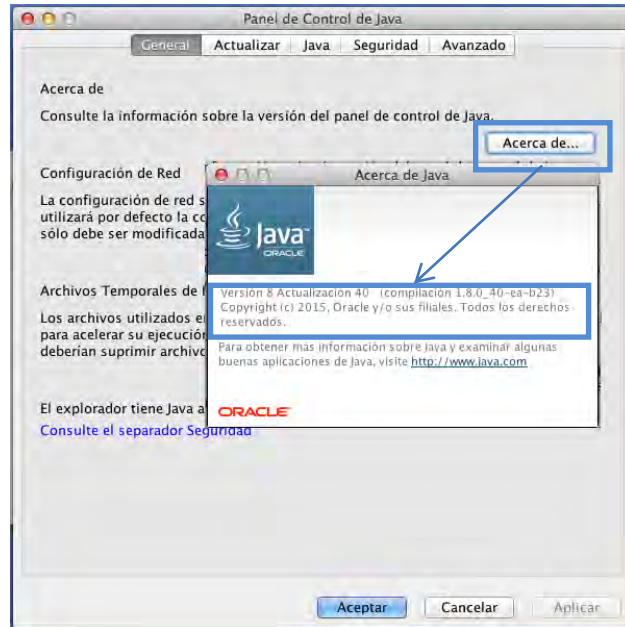 Panel de Control de Java
General Actualizar Java Seguridad Avanzado
Acerca de
Consulte la información sobre la versión del panel de control de Java.
Acerca de...
Configuración de Red
La configuración de red s
utilizará por defecto la co
sólo debe ser modificada
Archivos Temporales de
Los archivos utilizados e
para acelerar su ejecució
deberían suprimir archivo
El explorador tiene Java a
Consulte el separador Seguridad
Acerca de Java
Java
ORACLE
Versión 8 Actualización 40 (compilación 1.8.0_40-ea-b23)
Copyright (c) 2015, Oracle y/o sus filiales. Todos los derechos
reservados.
Para obtener más información sobre Java y examinar algunas
buenas aplicaciones de Java, visite http://www.java.com
ORACLE
Aceptar Cancelar Aplicar